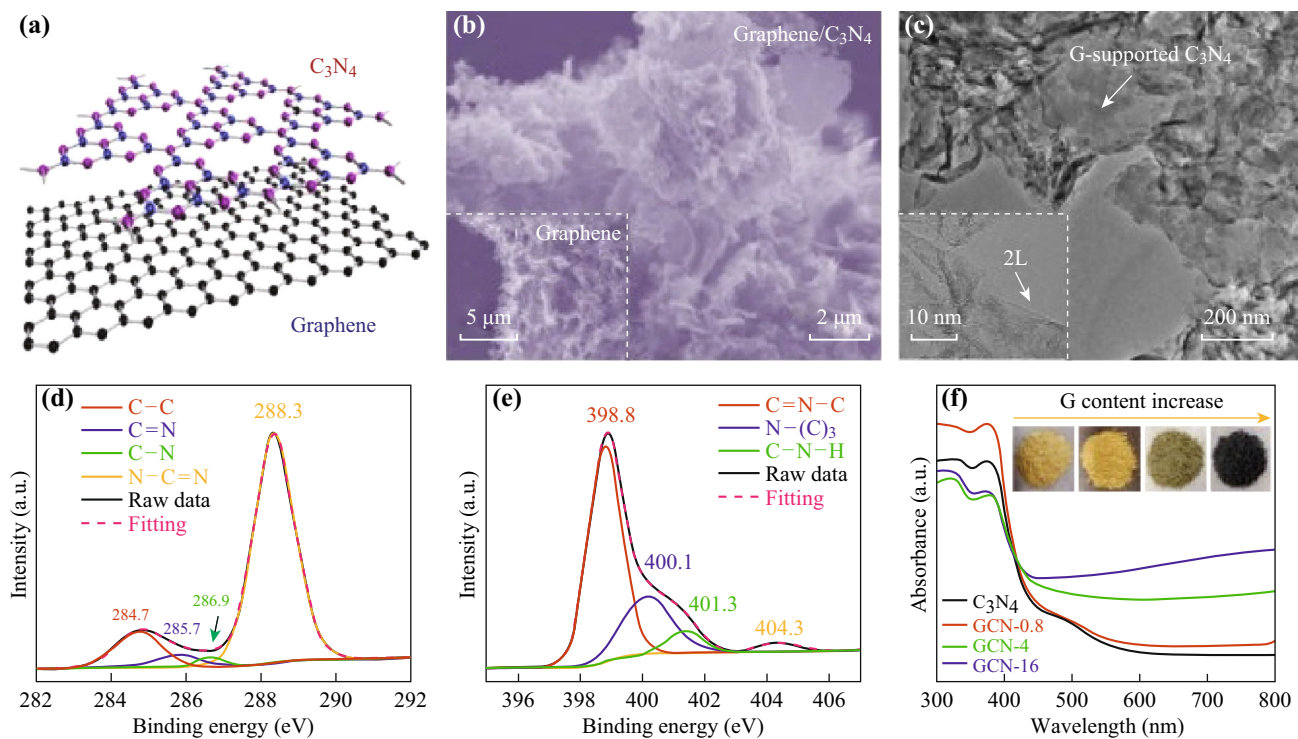 (a)
C₃N₄
Graphene
(b)
Graphene/C₃N₄
Graphene
5 μm
2 μm
(c)
G-supported C₃N₄
2L
10 nm
200 nm
(d)
C−C
C=N
C−N
N−C=N
Raw data
Fitting
288.3
284.7
285.7
286.9
Intensity (a.u.)
282 284 286 288 290 292
Binding energy (eV)
(e)
398.8
C=N−C
N−(C)₃
C−N−H
Raw data
Fitting
400.1
401.3
404.3
Intensity (a.u.)
398 400 402 404 406
Binding energy (eV)
(f)
G content increase
C₃N₄
GCN-0.8
GCN-4
GCN-16
Absorbance (a.u.)
300 400 500 600 700 800
Wavelength (nm)